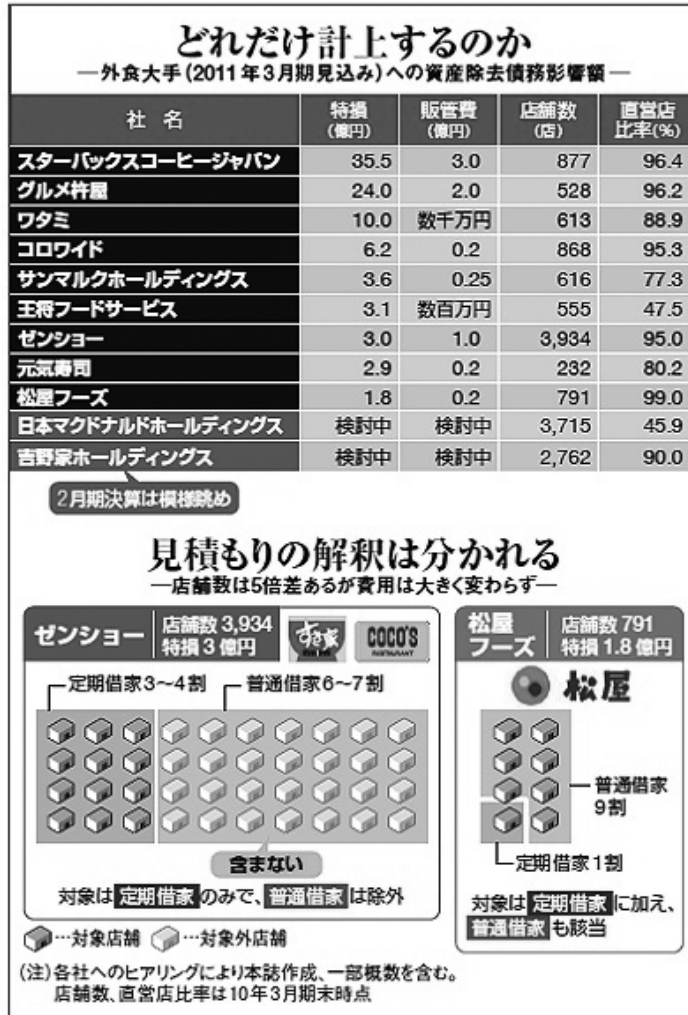 どれだけ計上するのか
―外食大手(2011年3月期見込み)への資産除去債務影響額―
社 名 特損(億円) 販管費(億円) 店舗数(店) 直営店比率(%)
スターバックスコーヒージャパン 35.5 3.0 877 96.4
グルメ杵屋 24.0 2.0 528 96.2
ワタミ 10.0 数千万円 613 88.9
コロワイド 6.2 0.2 868 95.3
サンマルクホールディングス 3.6 0.25 616 77.3
王将フードサービス 3.1 数百万円 555 47.5
ゼンショー 3.0 1.0 3,934 95.0
元気寿司 2.9 0.2 232 80.2
松屋フーズ 1.8 0.2 791 99.0
日本マクドナルドホールディングス 検討中 検討中 3,715 45.9
吉野家ホールディングス 検討中 検討中 2,762 90.0
2月期決算は模様眺め
見積もりの解釈は分かれる
―店舗数は5倍差あるが費用は大きく変わらず―
ゼンショー 店舗数 3,934
特損 3 億円
すき家
COCO'S
RESTAURANT
定期借家3～4割 普通借家6～7割
含まない
対象は 定期借家 のみで、普通借家 は除外
松屋フーズ 店舗数 791
特損 1.8 億円
松屋
普通借家
9割
定期借家1割
対象は 定期借家 に加え、
普通借家 も該当
…対象店舗 …対象外店舗
(注)各社へのヒアリングにより本誌作成、一部概数を含む。
店舗数、直営店比率は10年3月期末時点